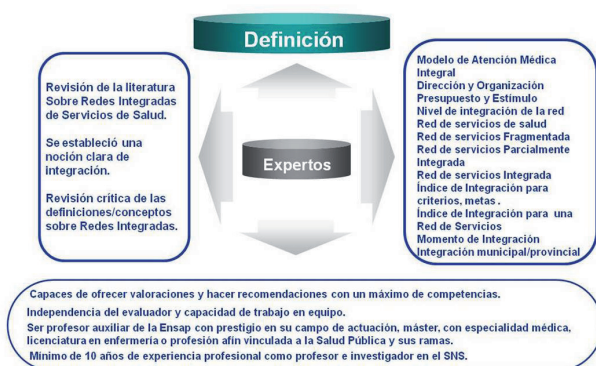 Definición
Revisión de la literatura
Sobre Redes Integradas
de Servicios de Salud.
Se estableció una
noción clara de
integración.
Revisión crítica de las
definiciones/conceptos
sobre Redes Integradas.
Expertos
Modelo de Atención Médica
Integral
Dirección y Organización
Presupuesto y Estímulo
Nivel de integración de la red
Red de servicios de salud
Red de servicios Fragmentada
Red de servicios Parcialmente
Integrada
Red de servicios Integrada
Índice de Integración para
criterios, metas .
Índice de Integración para una
Red de Servicios
Momento de Integración
Integración municipal/provincial
Capaces de ofrecer valoraciones y hacer recomendaciones con un máximo de competencias.
Independencia del evaluador y capacidad de trabajo en equipo.
Ser profesor auxiliar de la Ensap con prestigio en su campo de actuación, máster, con especialidad médica,
licenciatura en enfermería o profesión afín vinculada a la Salud Pública y sus ramas.
Mínimo de 10 años de experiencia profesional como profesor e investigador en el SNS.